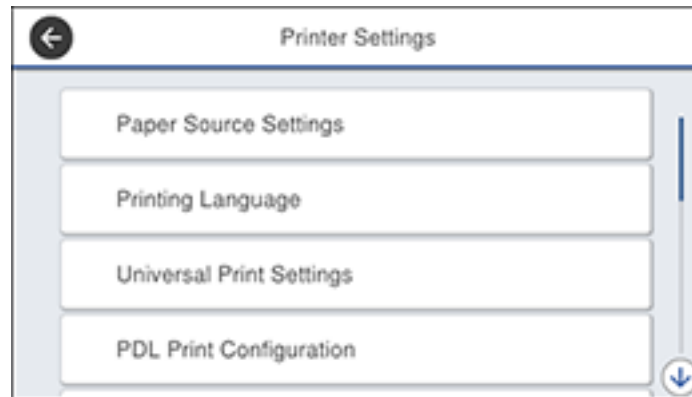 Printer Settings
Paper Source Settings
Printing Language
Universal Print Settings
PDL Print Configuration